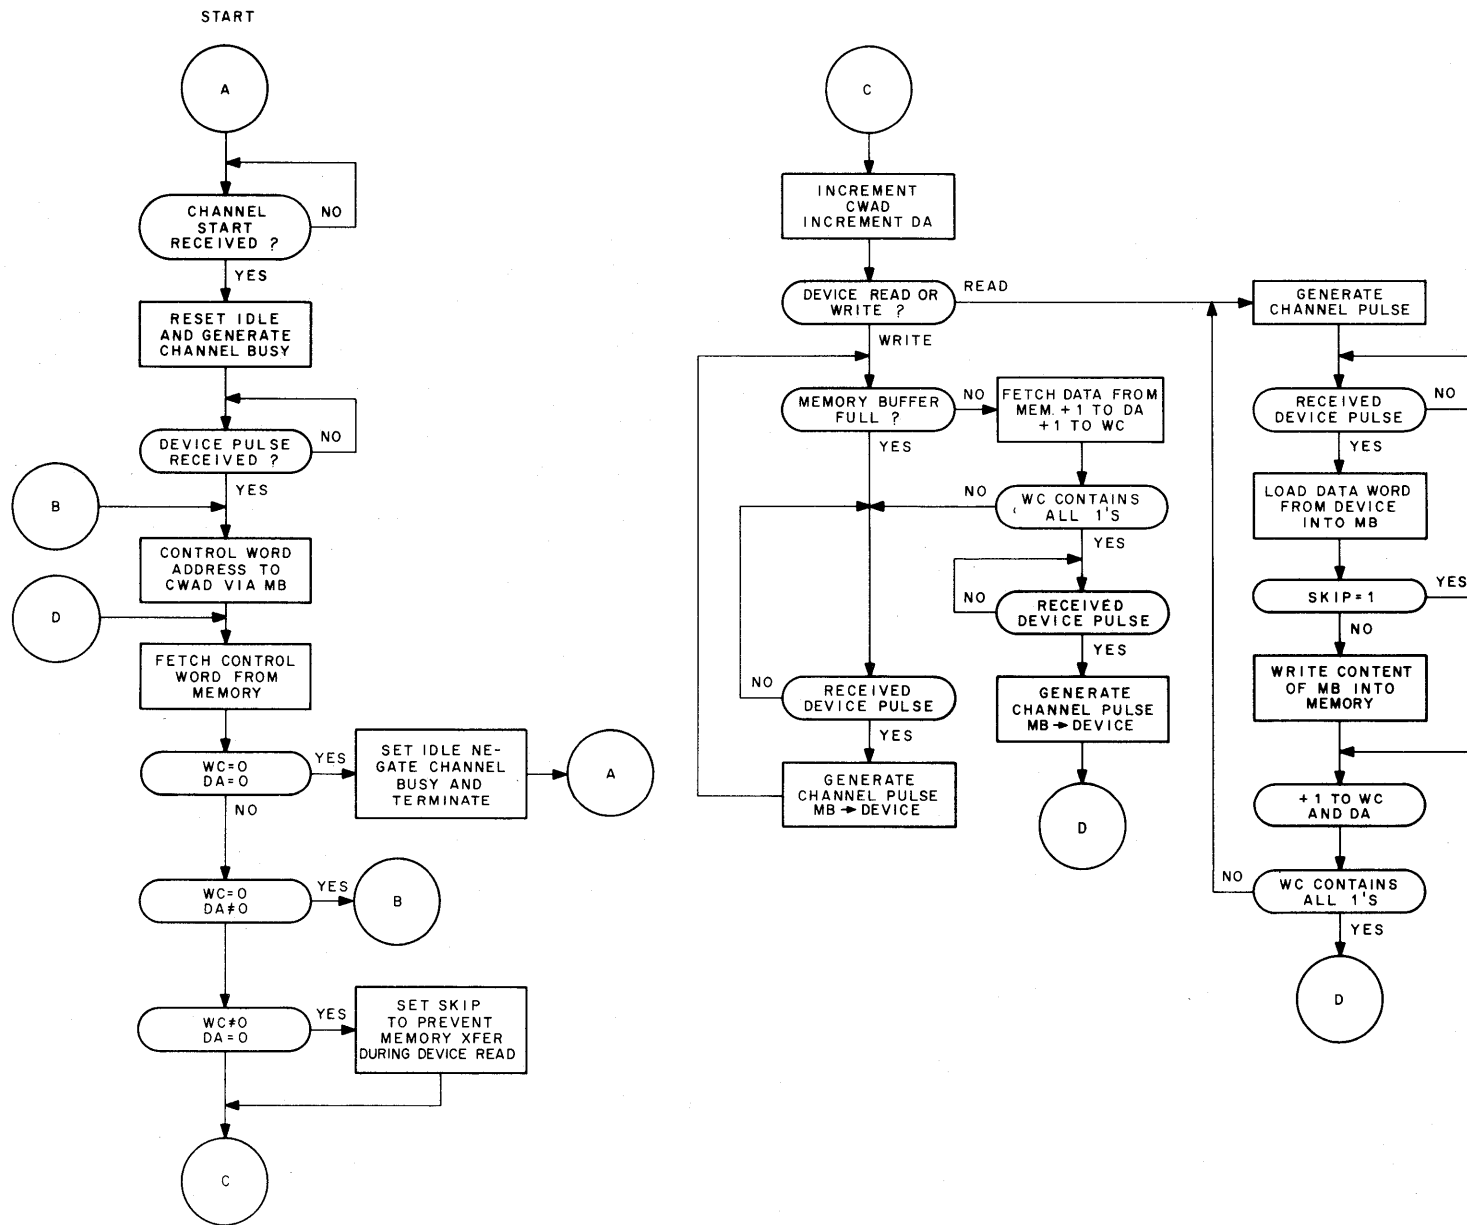 START
A
CHANNEL
START
RECEIVED ?
NO
YES
RESET IDLE
AND GENERATE
CHANNEL BUSY
DEVICE PULSE
RECEIVED ?
NO
YES
B
CONTROL WORD
ADDRESS TO
CWAD VIA MB
D
FETCH CONTROL
WORD FROM
MEMORY
WC=0
DA=0
YES
SET IDLE NE-
GATE CHANNEL
BUSY AND
TERMINATE
A
NO
WC=0
DA≠0
YES
B
WC≠0
DA=0
YES
SET SKIP
TO PREVENT
MEMORY XFER
DURING DEVICE READ
C
C
INCREMENT
CWAD
INCREMENT DA
DEVICE READ OR
WRITE ?
READ
WRITE
MEMORY BUFFER
FULL ?
NO
FETCH DATA FROM
MEM. +1 TO DA
+1 TO WC
YES
WC CONTAINS
ALL 1'S
NO
YES
RECEIVED
DEVICE PULSE
NO
YES
GENERATE
CHANNEL PULSE
MB → DEVICE
D
RECEIVED
DEVICE PULSE
NO
YES
GENERATE
CHANNEL PULSE
MB → DEVICE
GENERATE
CHANNEL PULSE
RECEIVED
DEVICE PULSE
NO
YES
LOAD DATA WORD
FROM DEVICE
INTO MB
SKIP=1
YES
NO
WRITE CONTENT
OF MB INTO
MEMORY
+1 TO WC
AND DA
WC CONTAINS
ALL 1'S
NO
YES
D